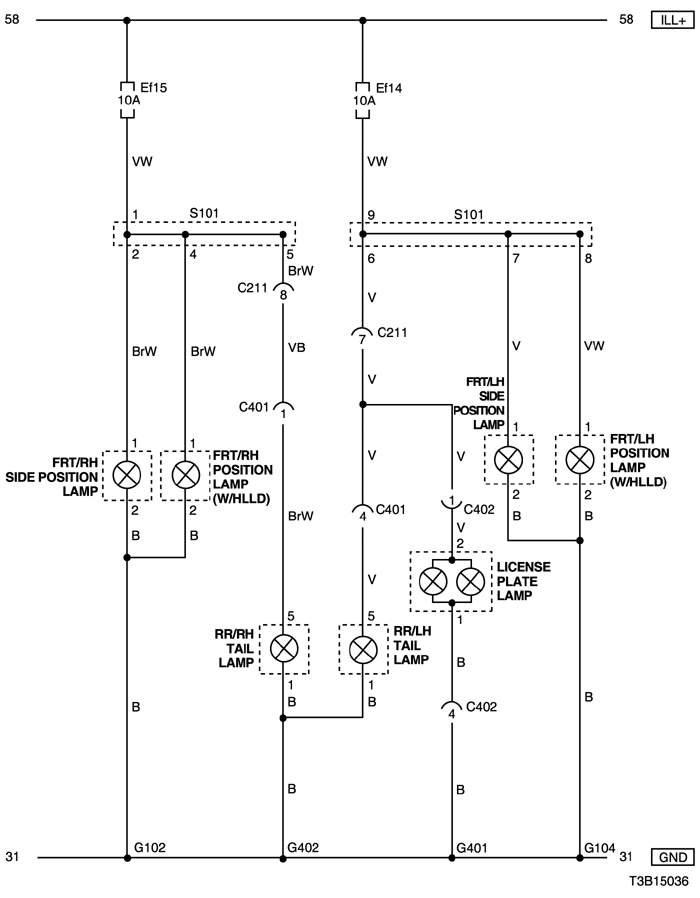 58
58 ILL+
Ef15
10A
Ef14
10A
VW
VW
1
S101
9
S101
2
4
5
6
7
8
BrW
C211
8
V
C211
7
BrW
BrW
VB
V
V
VW
C401
1
FRT/LH
SIDE
POSITION
LAMP
1
1
1
1
V
V
FRT/RH
SIDE POSITION
LAMP
FRT/RH
POSITION
LAMP
(W/HLLD)
FRT/LH
POSITION
LAMP
(W/HLLD)
2
2
2
2
B
B
B
B
BrW
C401
4
C402
1
V
2
V
LICENSE
PLATE
LAMP
1
5
5
RR/RH
TAIL
LAMP
RR/LH
TAIL
LAMP
1
1
B
B
B
B
B
C402
4
B
B
31
G102
G402
G401
G104
31 GND
T3B15036